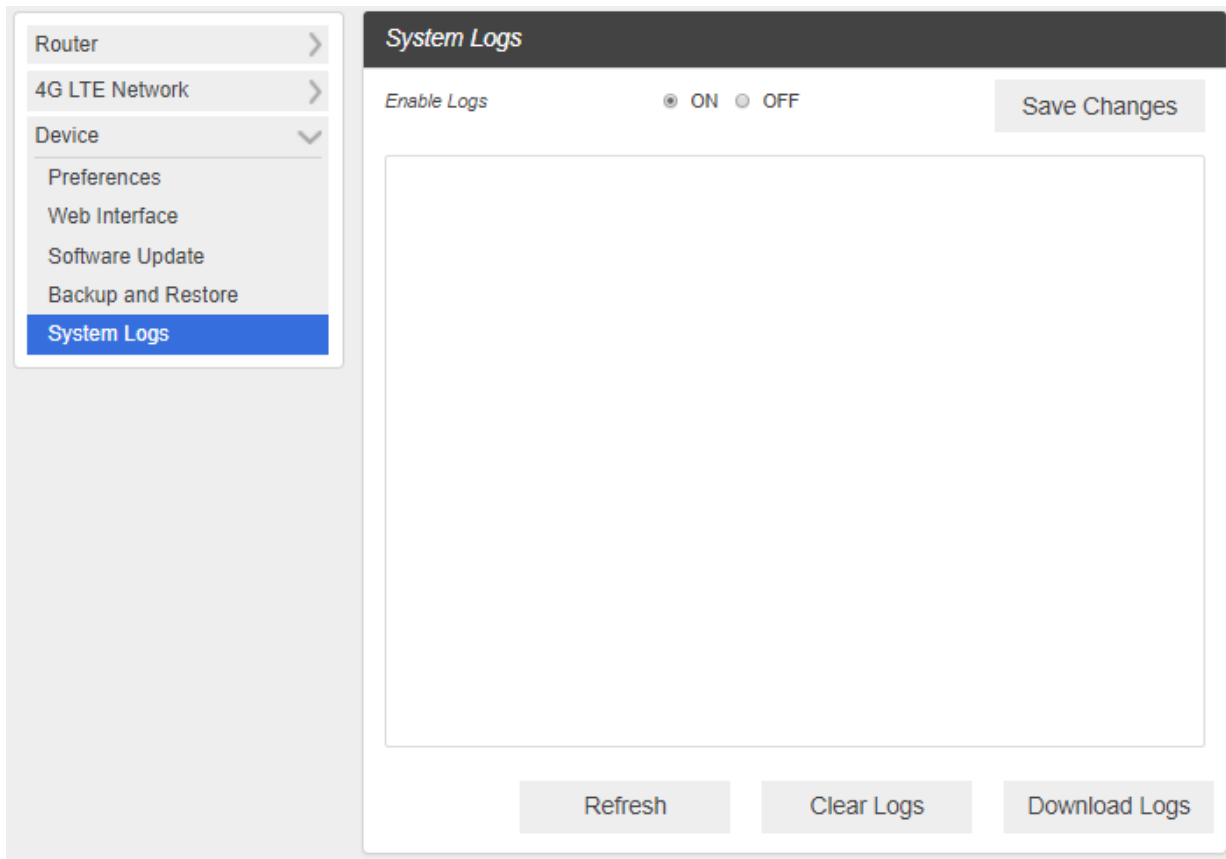 Router
4G LTE Network
Device
Preferences
Web Interface
Software Update
Backup and Restore
System Logs
System Logs
Enable Logs ON OFF
Save Changes
Refresh Clear Logs Download Logs